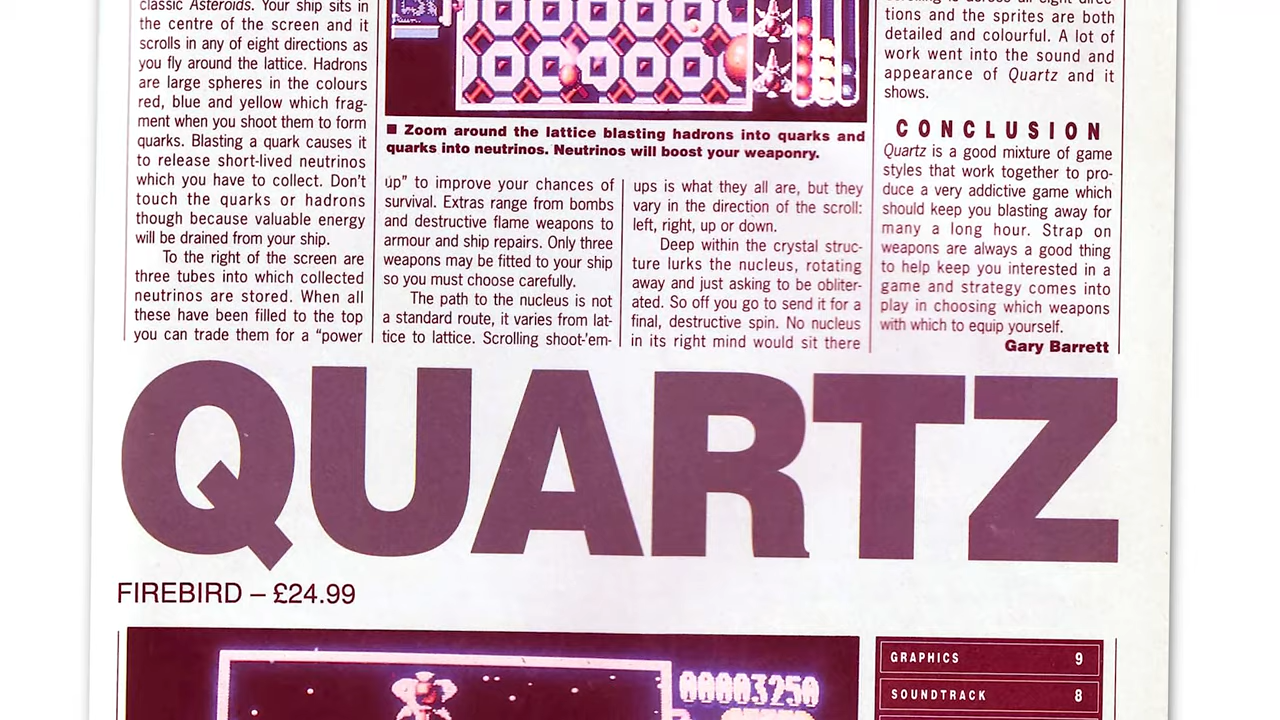 classic Asteroids. Your ship sits in
the centre of the screen and it
scrolls in any of eight directions as
you fly around the lattice. Hadrons
are large spheres in the colours
red, blue and yellow which frag-
ment when you shoot them to form
quarks. Blasting a quark causes it
to release short-lived neutrinos
which you have to collect. Don't
touch the quarks or hadrons
though because valuable energy
will be drained from your ship.
To the right of the screen are
three tubes into which collected
neutrinos are stored. When all
these have been filled to the top
you can trade them for a "power
■ Zoom around the lattice blasting hadrons into quarks and
quarks into neutrinos. Neutrinos will boost your weaponry.
up" to improve your chances of
survival. Extras range from bombs
and destructive flame weapons to
armour and ship repairs. Only three
weapons may be fitted to your ship
so you must choose carefully.
The path to the nucleus is not
a standard route, it varies from lat-
tice to lattice. Scrolling shoot-'em-
ups is what they all are, but they
vary in the direction of the scroll:
left, right, up or down.
Deep within the crystal struc-
ture lurks the nucleus, rotating
away and just asking to be obliter-
ated. So off you go to send it for a
final, destructive spin. No nucleus
in its right mind would sit there
tions and the sprites are both
detailed and colourful. A lot of
work went into the sound and
appearance of Quartz and it
shows.
CONCLUSION
Quartz is a good mixture of game
styles that work together to pro-
duce a very addictive game which
should keep you blasting away for
many a long hour. Strap on
weapons are always a good thing
to help keep you interested in a
game and strategy comes into
play in choosing which weapons
with which to equip yourself.
Gary Barrett
QUARTZ
FIREBIRD – £24.99
00003250
GRAPHICS 9
SOUNDTRACK 8